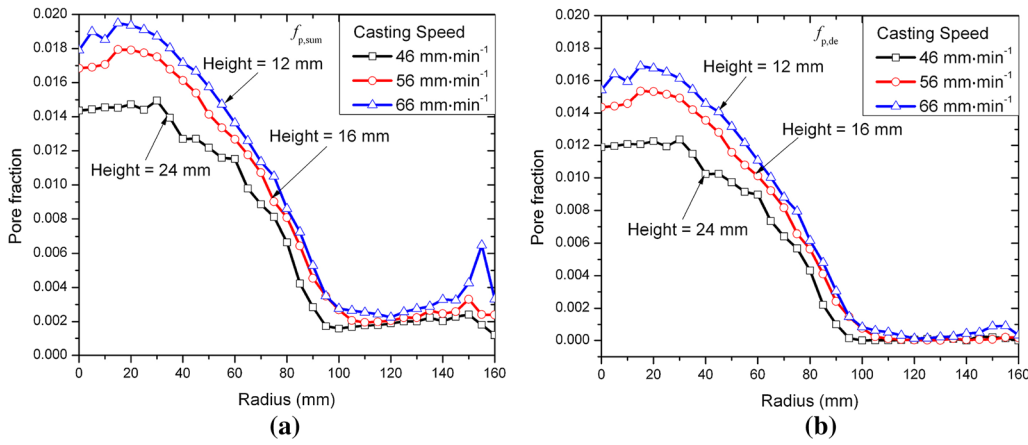 0.020
0.018
0.016
0.014
0.012
0.010
0.008
0.006
0.004
0.002
0.000
Pore fraction
fp,sum
Casting Speed
46 mm·min-1
56 mm·min-1
66 mm·min-1
Height = 12 mm
Height = 16 mm
Height = 24 mm
0 20 40 60 80 100 120 140 160
Radius (mm)
(a)
0.020
0.018
0.016
0.014
0.012
0.010
0.008
0.006
0.004
0.002
0.000
Pore fraction
fp,de
Casting Speed
46 mm·min-1
56 mm·min-1
66 mm·min-1
Height = 12 mm
Height = 16 mm
Height = 24 mm
0 20 40 60 80 100 120 140 160
Radius (mm)
(b)